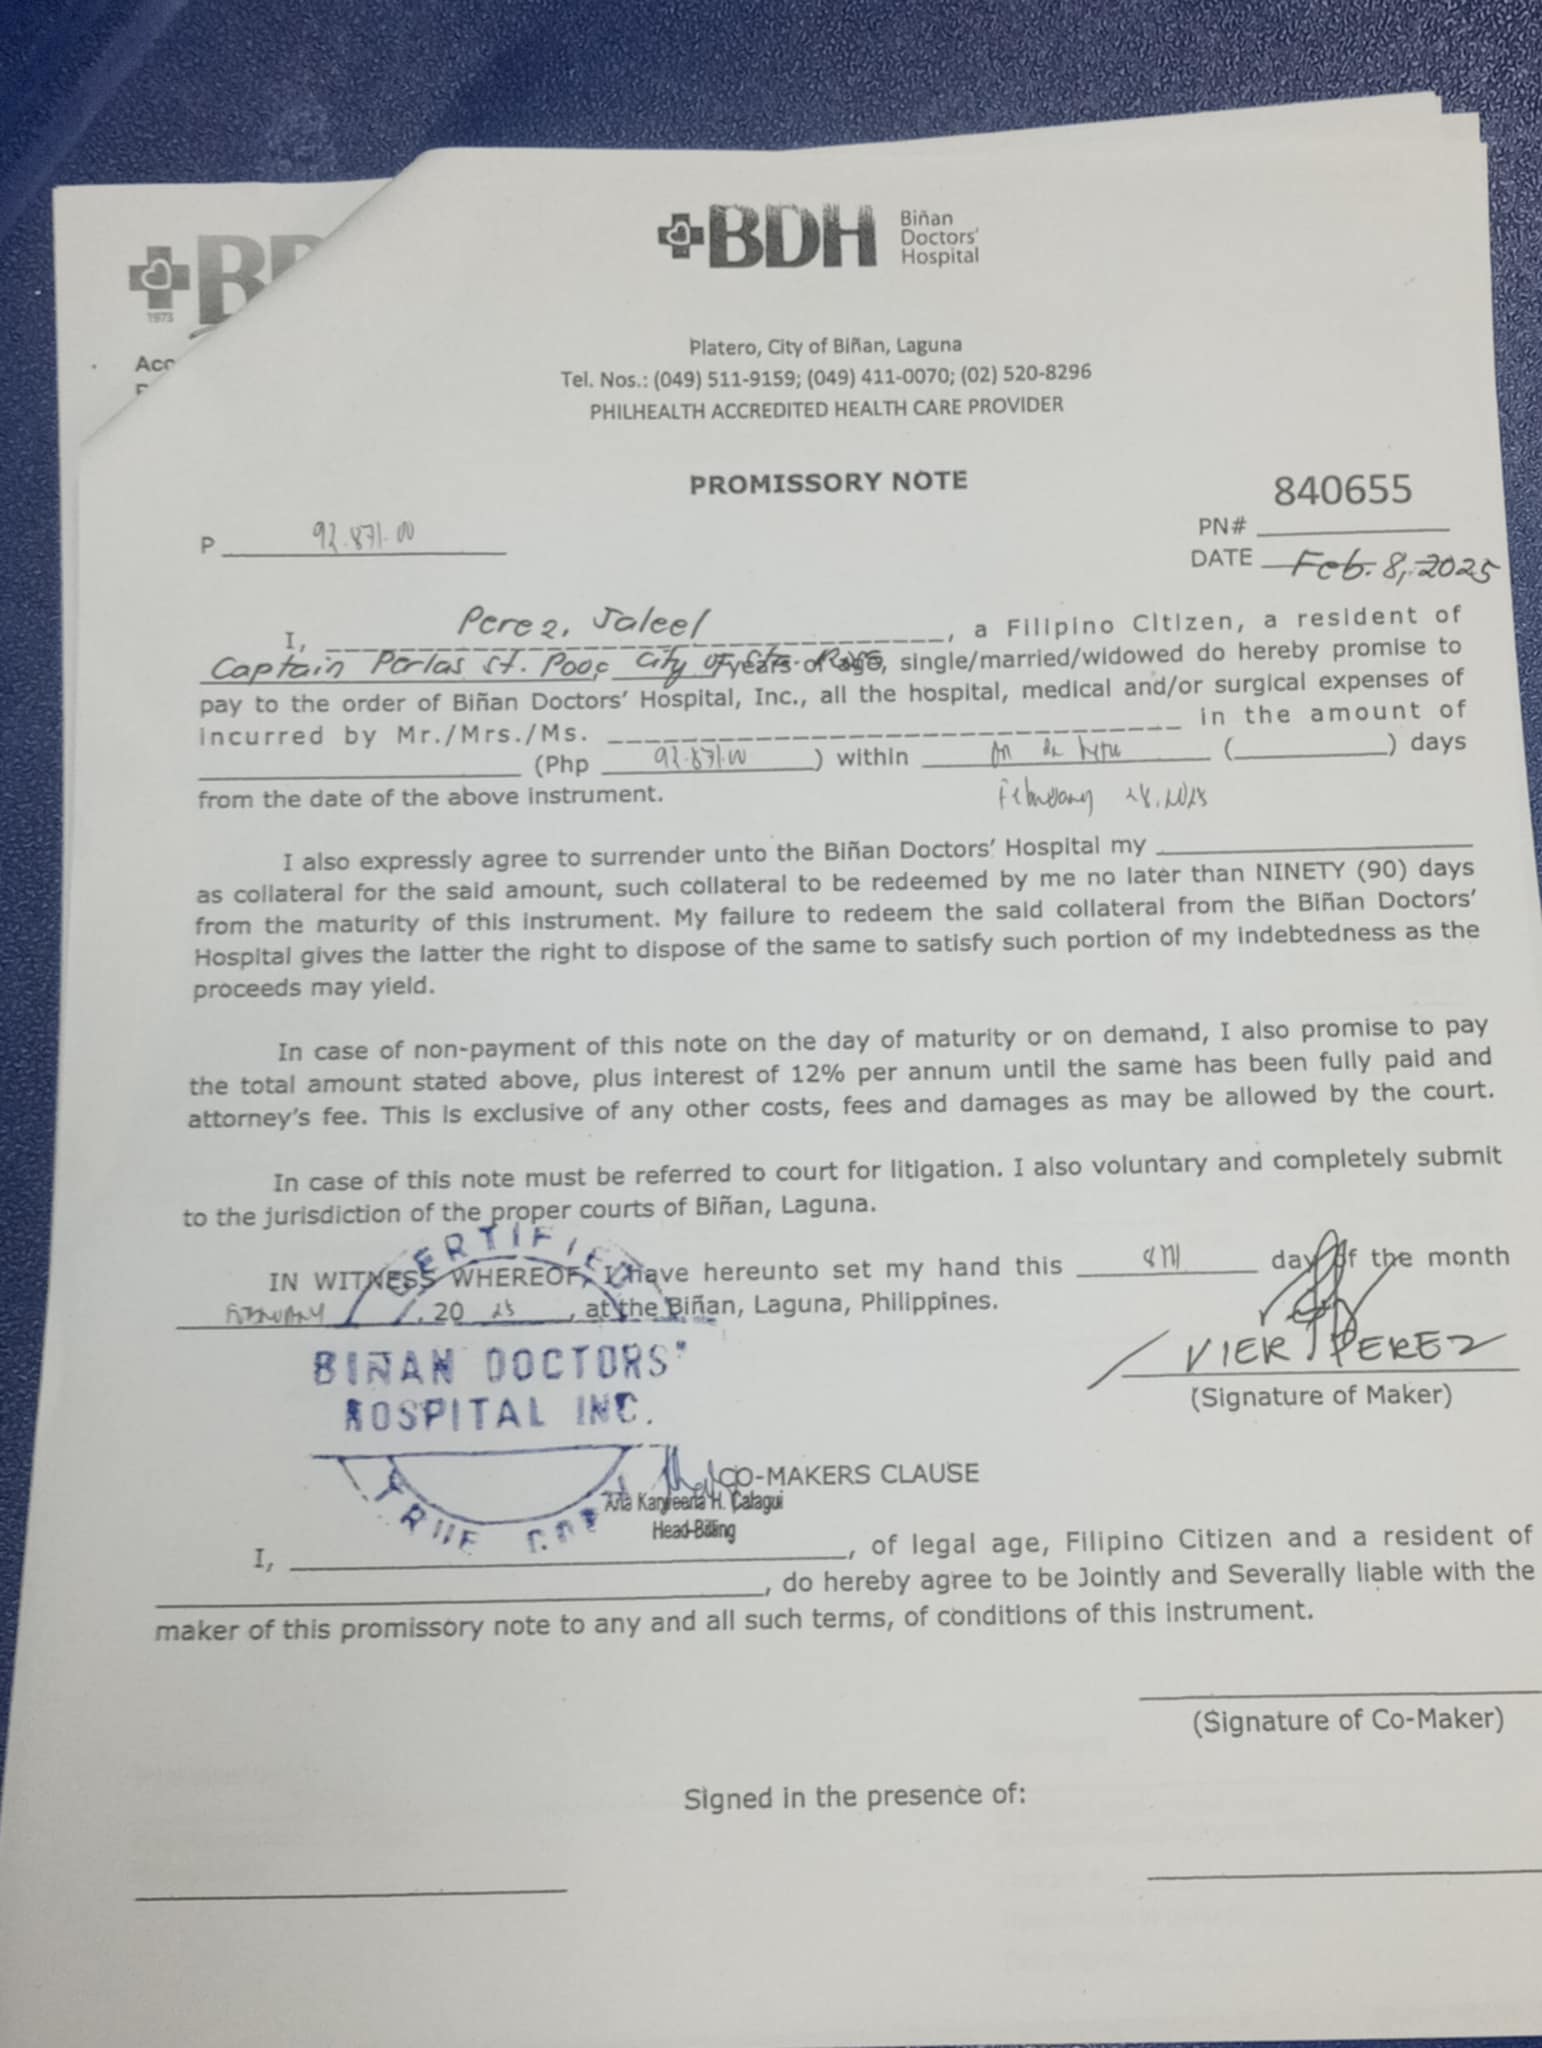 BDH Biñan Doctors' Hospital
1973
Acc
Platero, City of Biñan, Laguna
Tel. Nos.: (049) 511-9159; (049) 411-0070; (02) 520-8296
PHILHEALTH ACCREDITED HEALTH CARE PROVIDER
PROMISSORY NOTE
840655
P 92,871.00 PN#
DATE Feb. 8, 2025
I, Perez, Jaleel, a Filipino Citizen, a resident of
Captain Perlas St. Pooc City of Sta. Rosa years of age, single/married/widowed do hereby promise to
pay to the order of Biñan Doctors' Hospital, Inc., all the hospital, medical and/or surgical expenses of
incurred by Mr./Mrs./Ms. in the amount of
(Php 92,871.00) within on or before ( ) days
from the date of the above instrument. February 28, 2025
I also expressly agree to surrender unto the Biñan Doctors' Hospital my
as collateral for the said amount, such collateral to be redeemed by me no later than NINETY (90) days
from the maturity of this instrument. My failure to redeem the said collateral from the Biñan Doctors'
Hospital gives the latter the right to dispose of the same to satisfy such portion of my indebtedness as the
proceeds may yield.
In case of non-payment of this note on the day of maturity or on demand, I also promise to pay
the total amount stated above, plus interest of 12% per annum until the same has been fully paid and
attorney's fee. This is exclusive of any other costs, fees and damages as may be allowed by the court.
In case of this note must be referred to court for litigation. I also voluntary and completely submit
to the jurisdiction of the proper courts of Biñan, Laguna.
IN WITNESS WHEREOF, I have hereunto set my hand this 8th day of the month
February, 20 25, at the Biñan, Laguna, Philippines.
CERTIFIED
BIÑAN DOCTORS'
HOSPITAL INC.
TRUE COPY
VIER J PEREZ
(Signature of Maker)
CO-MAKERS CLAUSE
H. Calagui
Head-Billing
I, , of legal age, Filipino Citizen and a resident of
, do hereby agree to be Jointly and Severally liable with the
maker of this promissory note to any and all such terms, of conditions of this instrument.
(Signature of Co-Maker)
Signed in the presence of: